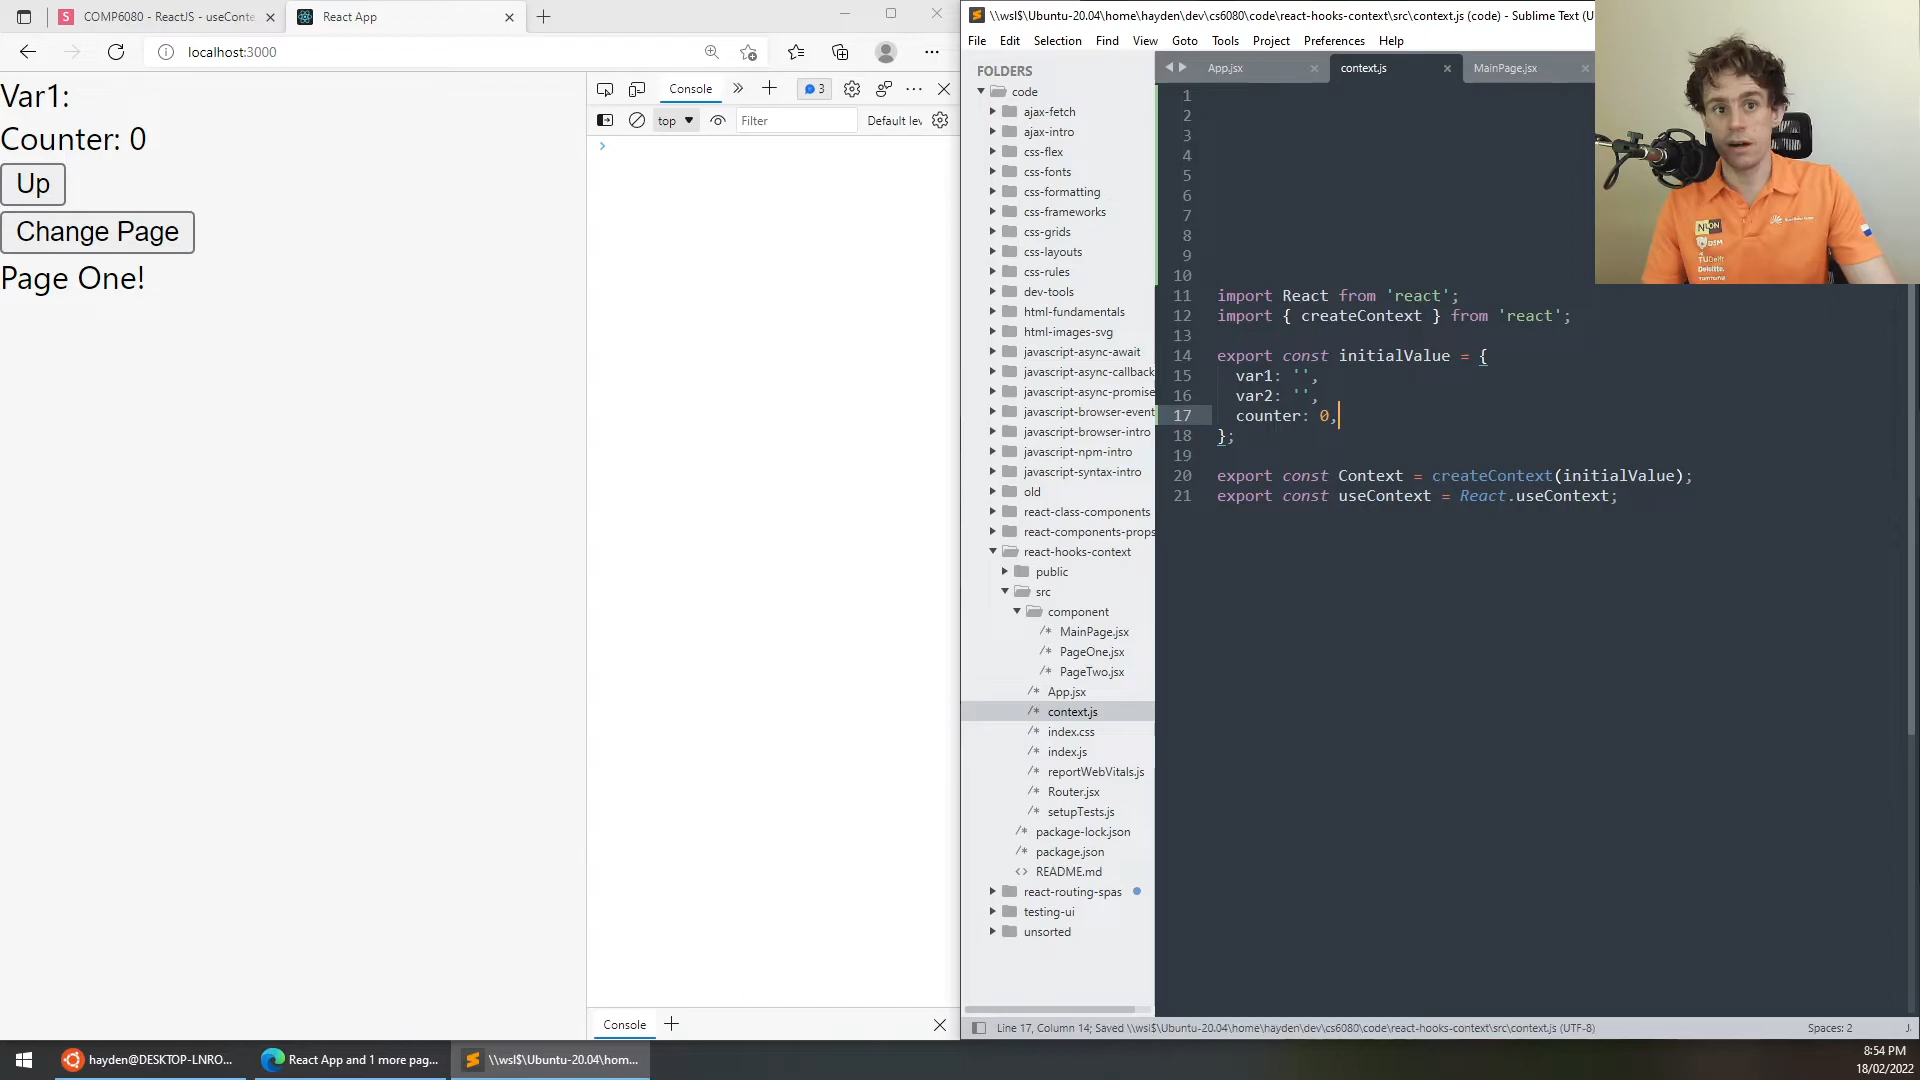 COMP6080 - ReactJS - useConte
React App
localhost:3000
Var1:
Counter: 0
Up
Change Page
Page One!
Console
3
top
Filter
Default lev
Console
\\wsl$\Ubuntu-20.04\home\hayden\dev\cs6080\code\react-hooks-context\src\context.js (code) - Sublime Text (U
File Edit Selection Find View Goto Tools Project Preferences Help
FOLDERS
code
ajax-fetch
ajax-intro
css-flex
css-fonts
css-formatting
css-frameworks
css-grids
css-layouts
css-rules
dev-tools
html-fundamentals
html-images-svg
javascript-async-await
javascript-async-callback
javascript-async-promise
javascript-browser-event
javascript-browser-intro
javascript-npm-intro
javascript-syntax-intro
old
react-class-components
react-components-props
react-hooks-context
public
src
component
/* MainPage.jsx
/* PageOne.jsx
/* PageTwo.jsx
/* App.jsx
/* context.js
/* index.css
/* index.js
/* reportWebVitals.js
/* Router.jsx
/* setupTests.js
/* package-lock.json
/* package.json
<> README.md
react-routing-spas
testing-ui
unsorted
App.jsx
context.js
MainPage.jsx
1
2
3
4
5
6
7
8
9
10
11 import React from 'react';
12 import { createContext } from 'react';
13
14 export const initialValue = {
15 var1: '',
16 var2: '',
17 counter: 0,
18 };
19
20 export const Context = createContext(initialValue);
21 export const useContext = React.useContext;
Line 17, Column 14; Saved \\wsl$\Ubuntu-20.04\home\hayden\dev\cs6080\code\react-hooks-context\src\context.js (UTF-8)
Spaces: 2
J
hayden@DESKTOP-LNRO...
React App and 1 more pag...
\\wsl$\Ubuntu-20.04\hom...
8:54 PM
18/02/2022